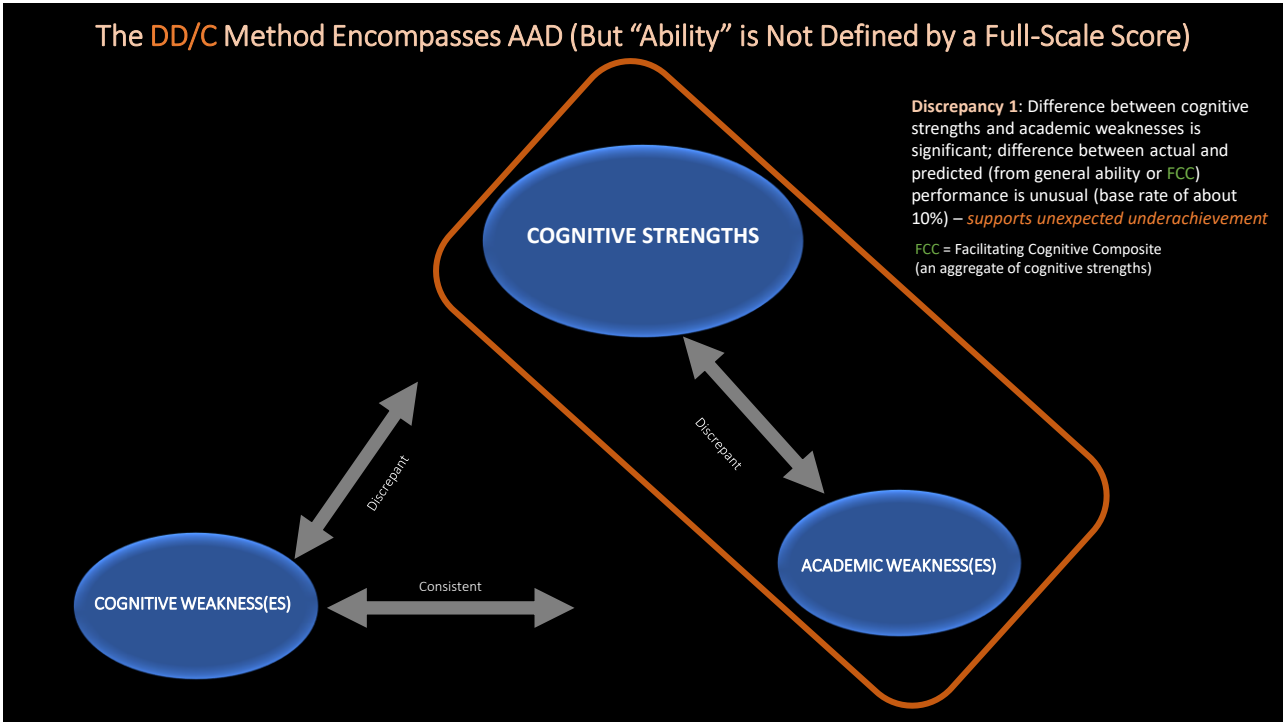 The DD/C Method Encompasses AAD (But “Ability” is Not Defined by a Full-Scale Score)
Discrepancy 1: Difference between cognitive
strengths and academic weaknesses is
significant; difference between actual and
predicted (from general ability or FCC)
performance is unusual (base rate of about
10%) – supports unexpected underachievement
FCC = Facilitating Cognitive Composite
(an aggregate of cognitive strengths)
COGNITIVE STRENGTHS
Discrepant
Discrepant
ACADEMIC WEAKNESS(ES)
Consistent
COGNITIVE WEAKNESS(ES)